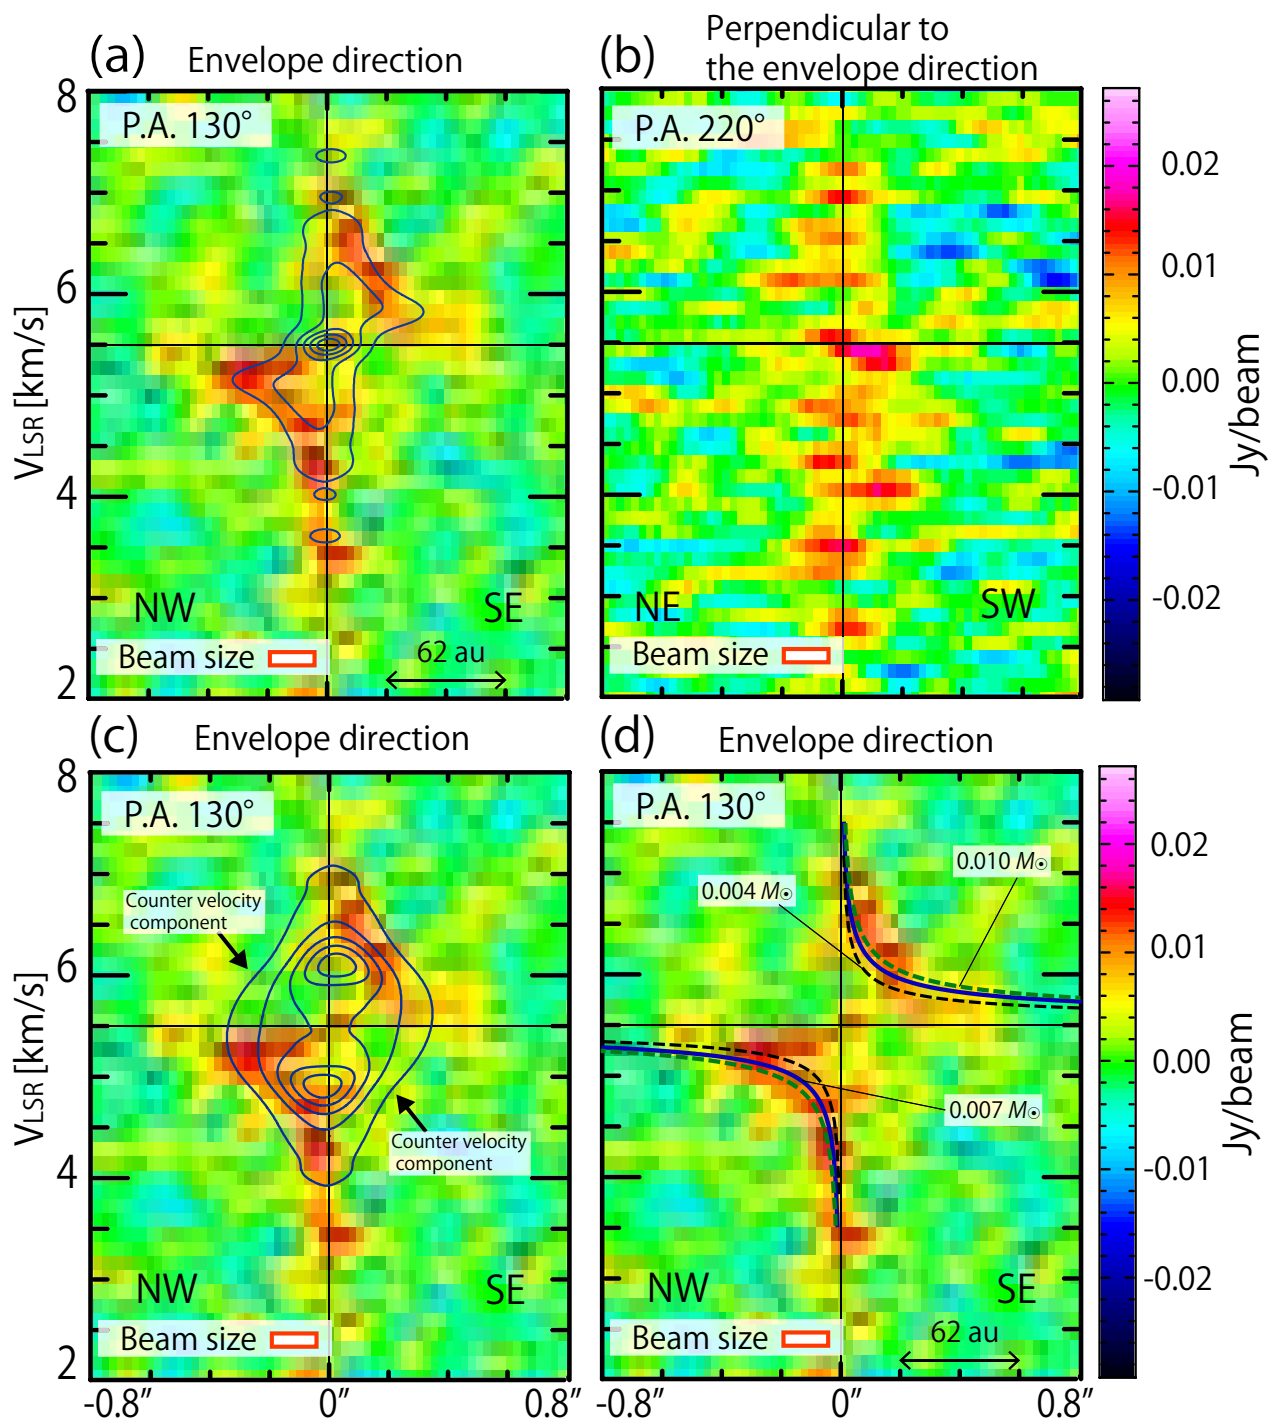 (a) Envelope direction
(b) Perpendicular to
the envelope direction
P.A. 130°
P.A. 220°
8
6
4
2
VLSR [km/s]
NW
SE
NE
SW
Beam size
62 au
Beam size
0.02
0.01
0.00
-0.01
-0.02
Jy/beam
(c) Envelope direction
(d) Envelope direction
P.A. 130°
P.A. 130°
8
6
4
2
VLSR [km/s]
Counter velocity
component
Counter velocity
component
NW
SE
Beam size
0.004 M☉
0.010 M☉
0.007 M☉
NW
SE
Beam size
62 au
0.02
0.01
0.00
-0.01
-0.02
Jy/beam
-0.8″
0″
0.8″
-0.8″
0″
0.8″